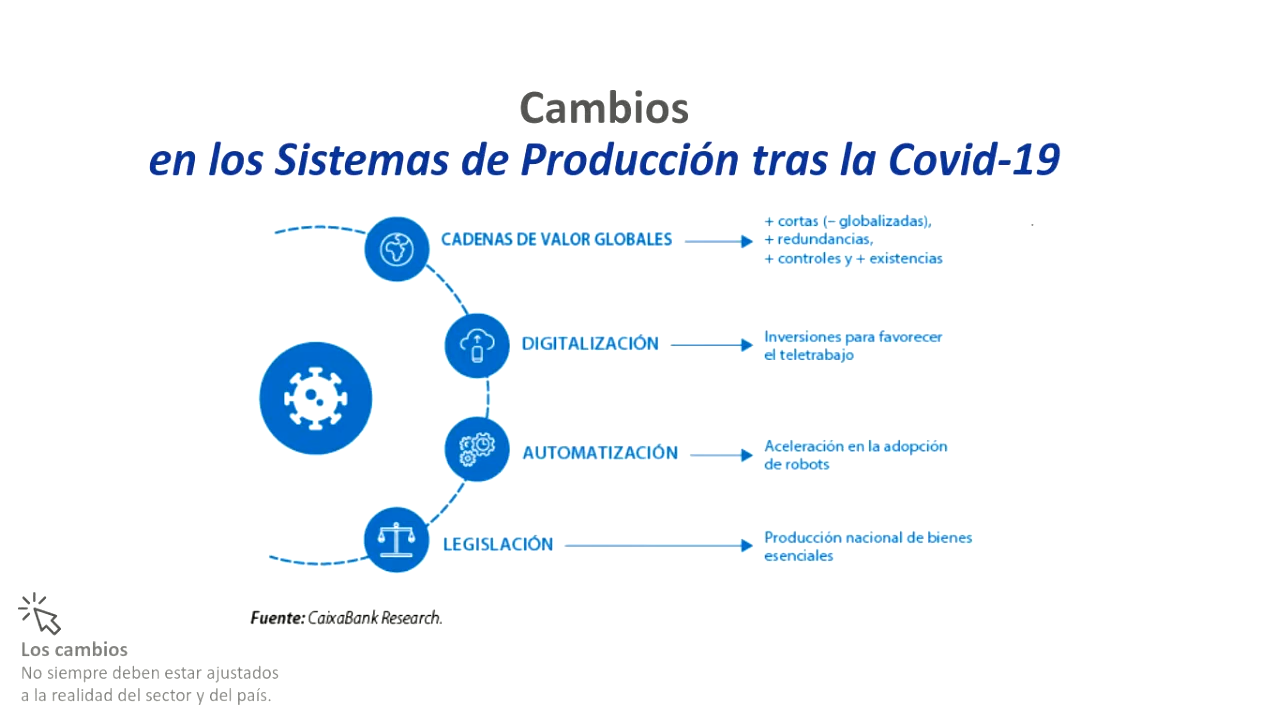 Cambios
en los Sistemas de Producción tras la Covid-19
CADENAS DE VALOR GLOBALES
+ cortas (– globalizadas),
+ redundancias,
+ controles y + existencias
DIGITALIZACIÓN
Inversiones para favorecer
el teletrabajo
AUTOMATIZACIÓN
Aceleración en la adopción
de robots
LEGISLACIÓN
Producción nacional de bienes
esenciales
Fuente: CaixaBank Research.
Los cambios
No siempre deben estar ajustados
a la realidad del sector y del país.